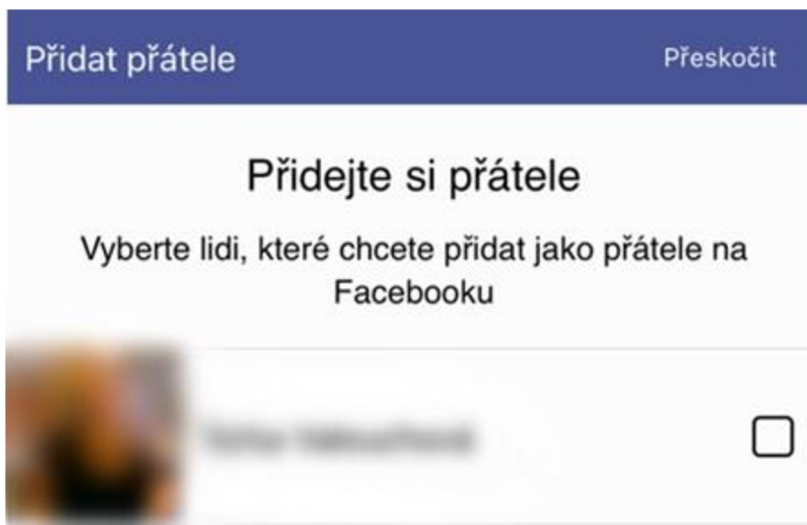 Přidat přátele
Přeskočit
Přidejte si přátele
Vyberte lidi, které chcete přidat jako přátele na
Facebooku